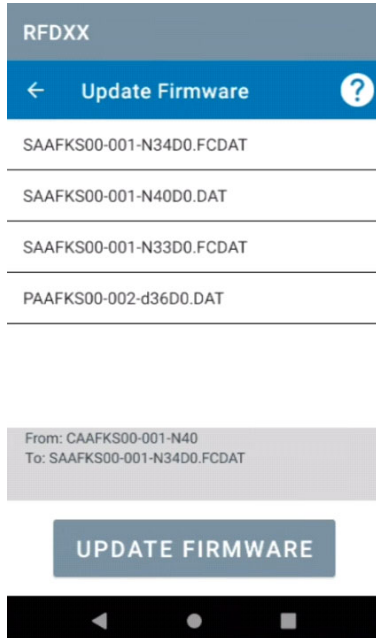 RFDXX
Update Firmware
?
SAAFKS00-001-N34D0.FCDAT
SAAFKS00-001-N40D0.DAT
SAAFKS00-001-N33D0.FCDAT
PAAFKS00-002-d36D0.DAT
From: CAAFKS00-001-N40
To: SAAFKS00-001-N34D0.FCDAT
UPDATE FIRMWARE